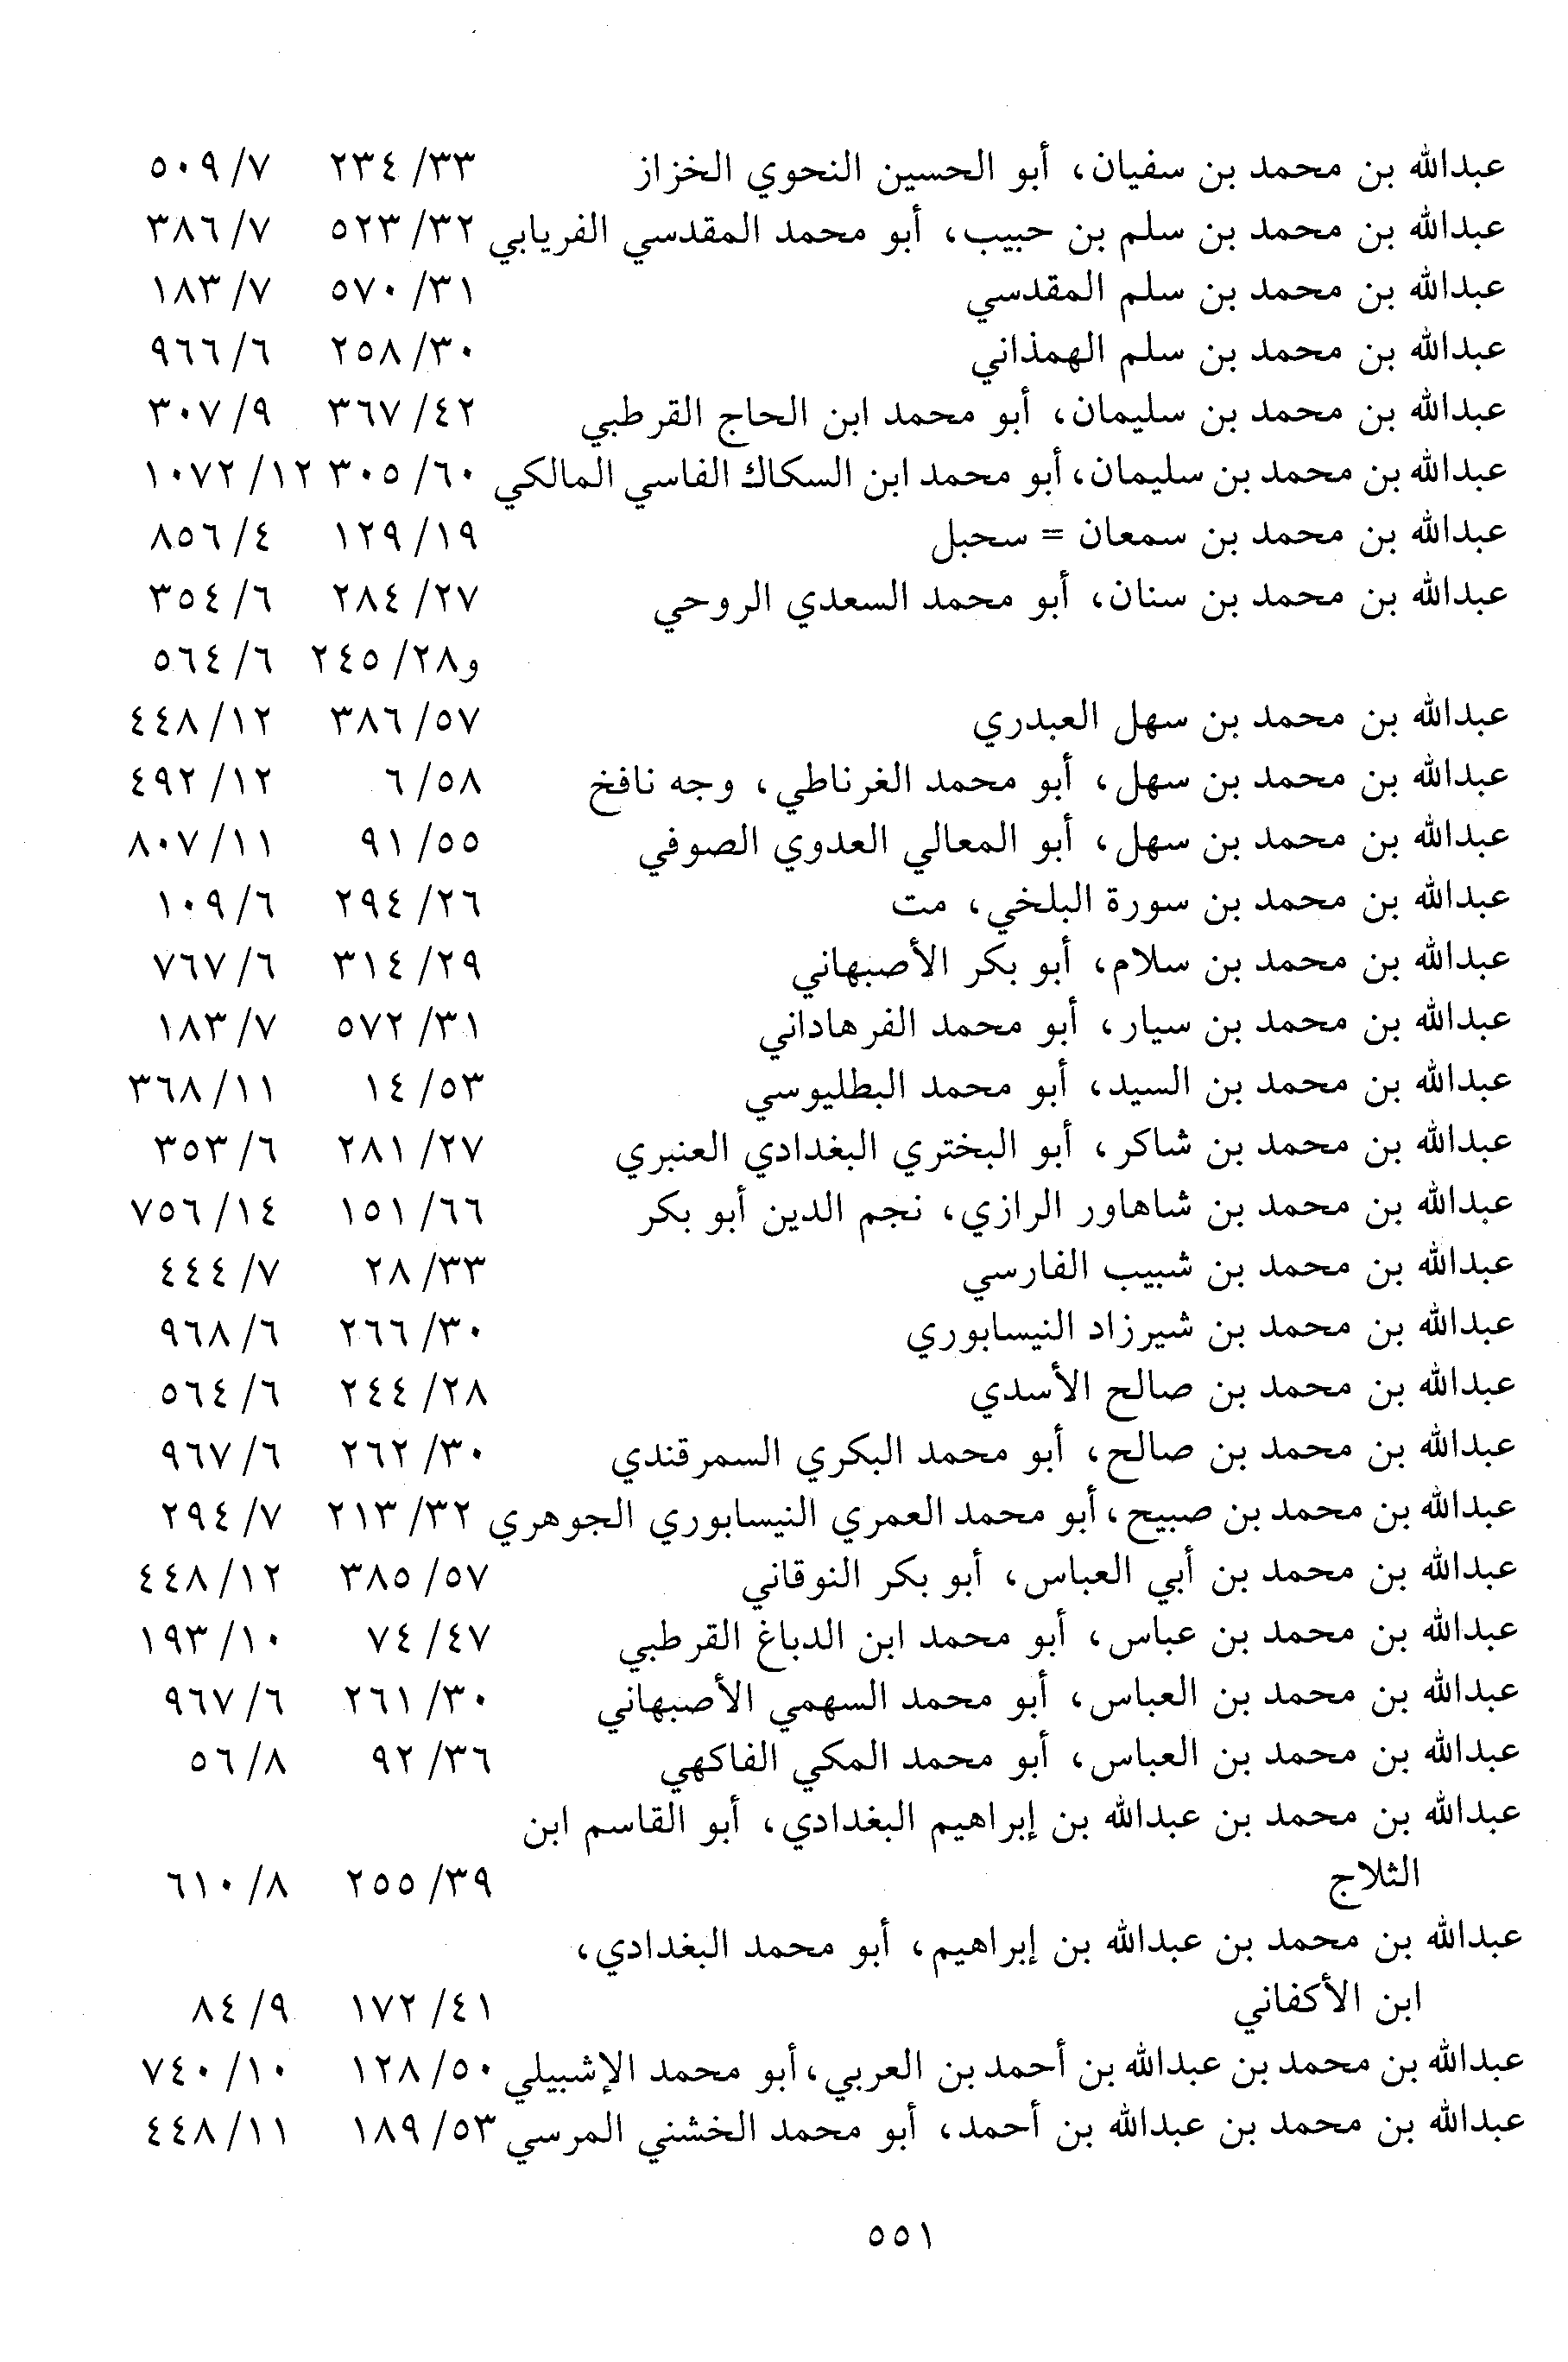 عبدالله بن محمد بن سفيان، أبو الحسين النحوي الخزاز ٣٣/ ٢٣٤ ٧/ ٥٠٩
عبدالله بن محمد بن سلم بن حبيب، أبو محمد المقدسي الفريابي ٣٢/ ٥٢٣ ٧/ ٣٨٦
عبدالله بن محمد بن سلم المقدسي ٣١/ ٥٧٠ ٧/ ١٨٣
عبدالله بن محمد بن سلم الهمذاني ٣٠/ ٢٥٨ ٦/ ٩٦٦
عبدالله بن محمد بن سليمان، أبو محمد ابن الحاج القرطبي ٤٢/ ٣٦٧ ٩/ ٣٠٧
عبدالله بن محمد بن سليمان، أبو محمد ابن السكاك الفاسي المالكي ٦٠/ ٣٠٥ ١٢/ ١٠٧٢
عبدالله بن محمد بن سمعان = سحبل ١٩/ ١٢٩ ٤/ ٨٥٦
عبدالله بن محمد بن سنان، أبو محمد السعدي الروحي ٢٧/ ٢٨٤ ٦/ ٣٥٤
و٢٨/ ٢٤٥ ٦/ ٥٦٤
عبدالله بن محمد بن سهل العبدري ٥٧/ ٣٨٦ ١٢/ ٤٤٨
عبدالله بن محمد بن سهل، أبو محمد الغرناطي، وجه نافخ ٥٨/ ٦ ١٢/ ٤٩٢
عبدالله بن محمد بن سهل، أبو المعالي العدوي الصوفي ٥٥/ ٩١ ١١/ ٨٠٧
عبدالله بن محمد بن سورة البلخي، مت ٢٦/ ٢٩٤ ٦/ ١٠٩
عبدالله بن محمد بن سلام، أبو بكر الأصبهاني ٢٩/ ٣١٤ ٦/ ٧٦٧
عبدالله بن محمد بن سيار، أبو محمد الفرهاداني ٣١/ ٥٧٢ ٧/ ١٨٣
عبدالله بن محمد بن السيد، أبو محمد البطليوسي ٥٣/ ١٤ ١١/ ٣٦٨
عبدالله بن محمد بن شاكر، أبو البختري البغدادي العنبري ٢٧/ ٢٨١ ٦/ ٣٥٣
عبدالله بن محمد بن شاهاور الرازي، نجم الدين أبو بكر ٦٦/ ١٥١ ١٤/ ٧٥٦
عبدالله بن محمد بن شبيب الفارسي ٣٣/ ٢٨ ٧/ ٤٤٤
عبدالله بن محمد بن شيرزاد النيسابوري ٣٠/ ٢٦٦ ٦/ ٩٦٨
عبدالله بن محمد بن صالح الأسدي ٢٨/ ٢٤٤ ٦/ ٥٦٤
عبدالله بن محمد بن صالح، أبو محمد البكري السمرقندي ٣٠/ ٢٦٢ ٦/ ٩٦٧
عبدالله بن محمد بن صبيح، أبو محمد العمري النيسابوري الجوهري ٣٢/ ٢١٣ ٧/ ٢٩٤
عبدالله بن محمد بن أبي العباس، أبو بكر النوقاني ٥٧/ ٣٨٥ ١٢/ ٤٤٨
عبدالله بن محمد بن عباس، أبو محمد ابن الدباغ القرطبي ٤٧/ ٧٤ ١٠/ ١٩٣
عبدالله بن محمد بن العباس، أبو محمد السهمي الأصبهاني ٣٠/ ٢٦١ ٦/ ٩٦٧
عبدالله بن محمد بن العباس، أبو محمد المكي الفاكهي ٣٦/ ٩٢ ٨/ ٥٦
عبدالله بن محمد بن عبدالله بن إبراهيم البغدادي، أبو القاسم ابن
الثلاج ٣٩/ ٢٥٥ ٨/ ٦١٠
عبدالله بن محمد بن عبدالله بن إبراهيم، أبو محمد البغدادي،
ابن الأكفاني ٤١/ ١٧٢ ٩/ ٨٤
عبدالله بن محمد بن عبدالله بن أحمد بن العربي، أبو محمد الإشبيلي ٥٠/ ١٢٨ ١٠/ ٧٤٠
عبدالله بن محمد بن عبدالله بن أحمد، أبو محمد الخشني المرسي ٥٣/ ١٨٩ ١١/ ٤٤٨
٥٥١